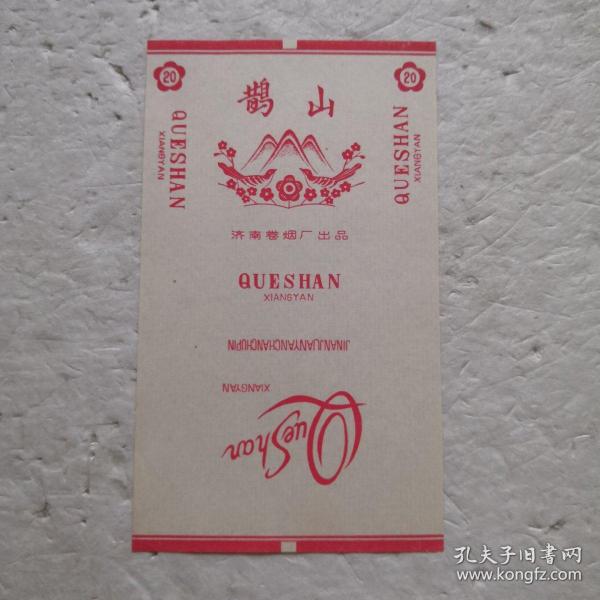 20
20
鹊山
QUESHAN
XIANGYAN
QUESHAN
XIANGYAN
济南卷烟厂出品
QUESHAN
XIANGYAN
JINANJUANYANCHANCHUPIN
XIANGYAN
QueShan
孔夫子旧书网
www.kongfz.com